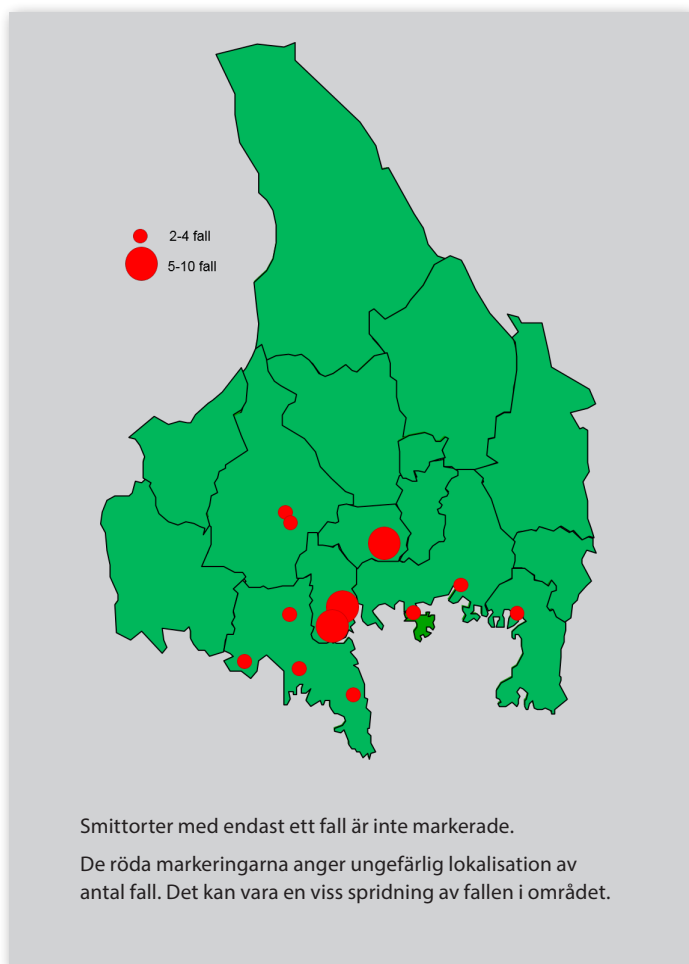 2-4 fall
5-10 fall
Smittorter med endast ett fall är inte markerade.
De röda markeringarna anger ungefärlig lokalisation av
antal fall. Det kan vara en viss spridning av fallen i området.